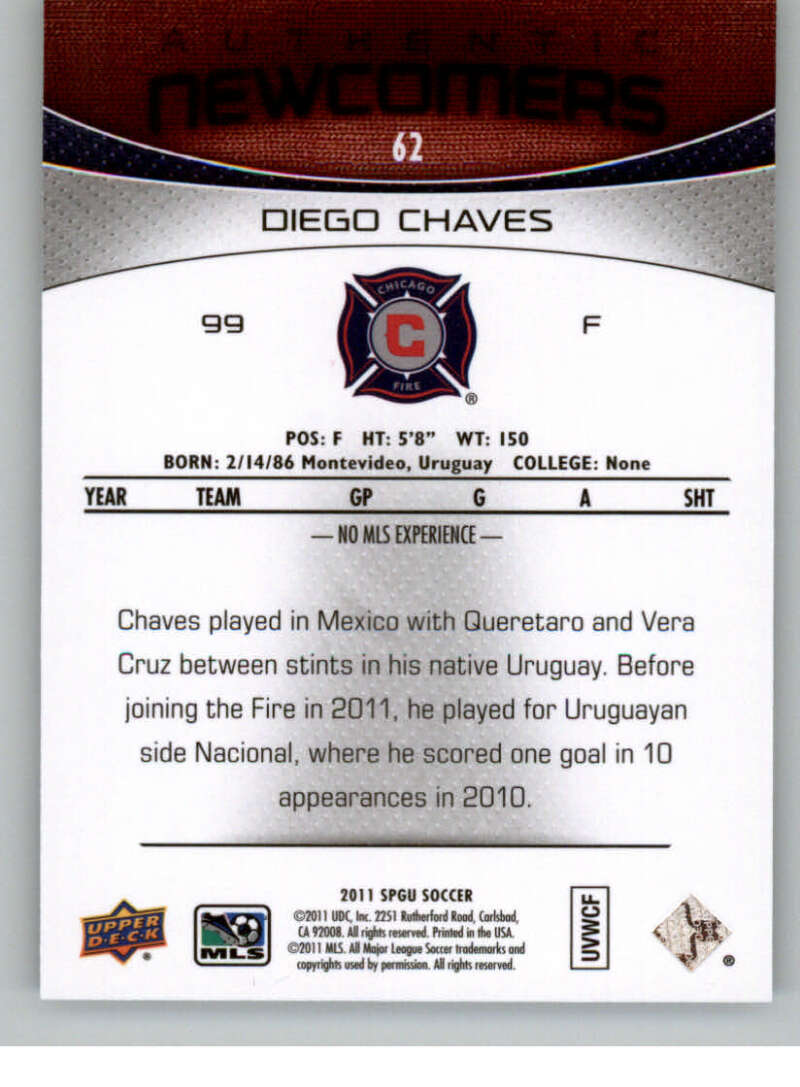 AUTHENTIC
NEWCOMERS
62
DIEGO CHAVES
99
F
CHICAGO
C
FIRE
®
POS: F HT: 5'8" WT: 150
BORN: 2/14/86 Montevideo, Uruguay COLLEGE: None
YEAR TEAM GP G A SHT
— NO MLS EXPERIENCE —
Chaves played in Mexico with Queretaro and Vera
Cruz between stints in his native Uruguay. Before
joining the Fire in 2011, he played for Uruguayan
side Nacional, where he scored one goal in 10
appearances in 2010.
UPPER
D·E·C·K
®
MLS
2011 SPGU SOCCER
©2011 UDC, Inc. 2251 Rutherford Road, Carlsbad,
CA 92008. All rights reserved. Printed in the USA.
©2011 MLS. All Major League Soccer trademarks and
copyrights used by permission. All rights reserved.
UVWCF
®